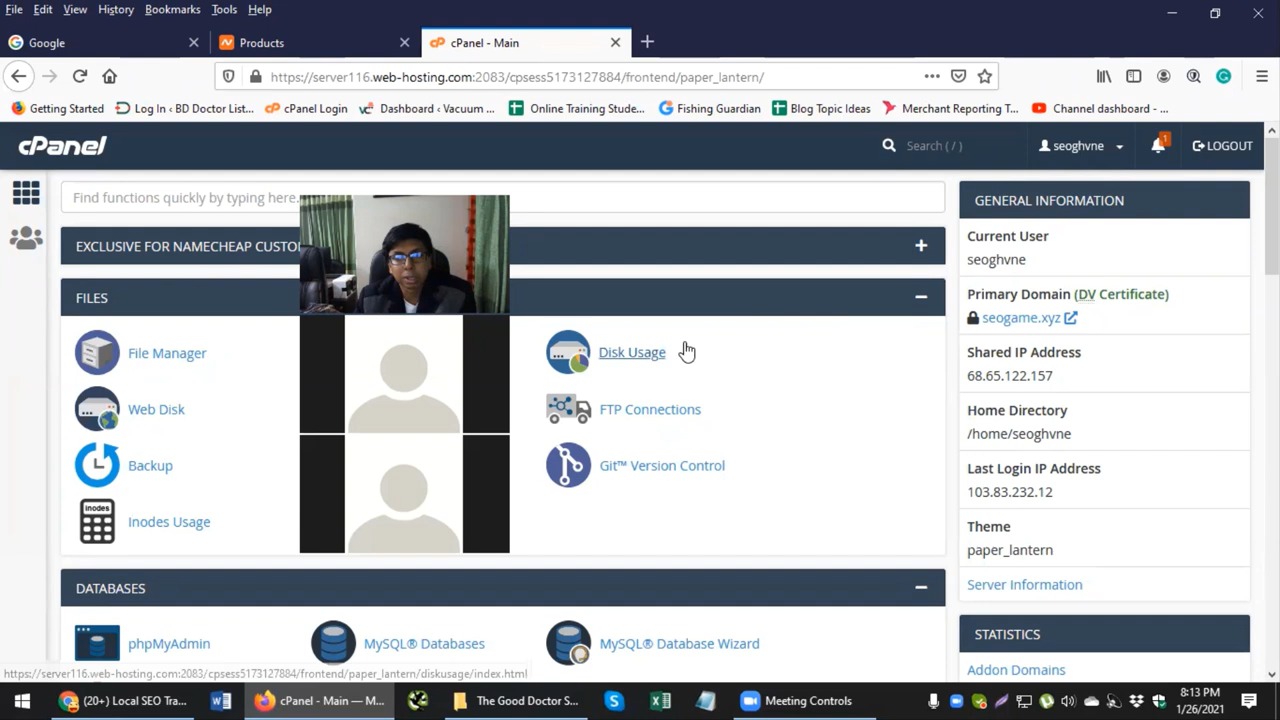 File Edit View History Bookmarks Tools Help
Google
Products
cPanel - Main
https://server116.web-hosting.com:2083/cpsess5173127884/frontend/paper_lantern/
Getting Started
Log In ‹ BD Doctor List...
cPanel Login
Dashboard ‹ Vacuum ...
Online Training Stude...
Fishing Guardian
Blog Topic Ideas
Merchant Reporting T...
Channel dashboard - ...
cPanel
Search ( / )
seoghvne
1
LOGOUT
Find functions quickly by typing here.
EXCLUSIVE FOR NAMECHEAP CUSTO
FILES
File Manager
Disk Usage
Web Disk
FTP Connections
Backup
Git™ Version Control
inodes
Inodes Usage
DATABASES
phpMyAdmin
MySQL® Databases
MySQL® Database Wizard
GENERAL INFORMATION
Current User
seoghvne
Primary Domain (DV Certificate)
seogame.xyz
Shared IP Address
68.65.122.157
Home Directory
/home/seoghvne
Last Login IP Address
103.83.232.12
Theme
paper_lantern
Server Information
STATISTICS
Addon Domains
https://server116.web-hosting.com:2083/cpsess5173127884/frontend/paper_lantern/diskusage/index.html
(20+) Local SEO Tra...
cPanel - Main — M...
The Good Doctor S...
Meeting Controls
8:13 PM
1/26/2021